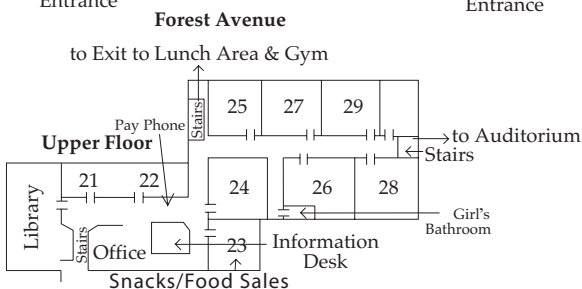 Entrance
Entrance
Forest Avenue
to Exit to Lunch Area & Gym
Stairs
25
27
29
Pay Phone
Upper Floor
to Auditorium
Stairs
21
22
24
26
28
Library
Girl's
Bathroom
Stairs
Office
23
Information
Desk
Snacks/Food Sales